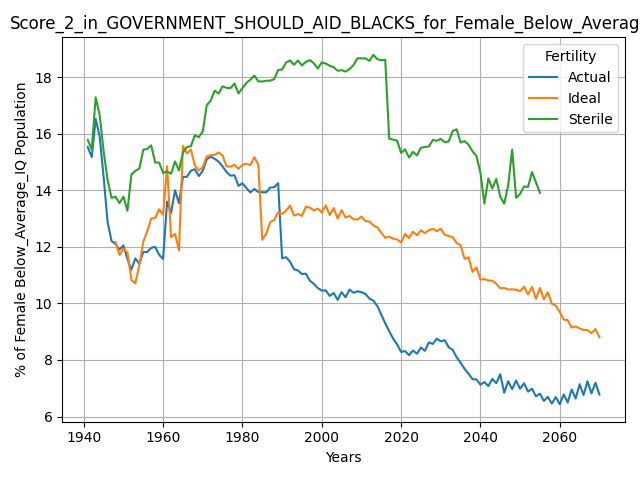 Score_2_in_GOVERNMENT_SHOULD_AID_BLACKS_for_Female_Below_Averag
% of Female Below_Average_IQ Population
18
16
14
12
10
8
6
Fertility
Actual
Ideal
Sterile
1940 1960 1980 2000 2020 2040 2060
Years